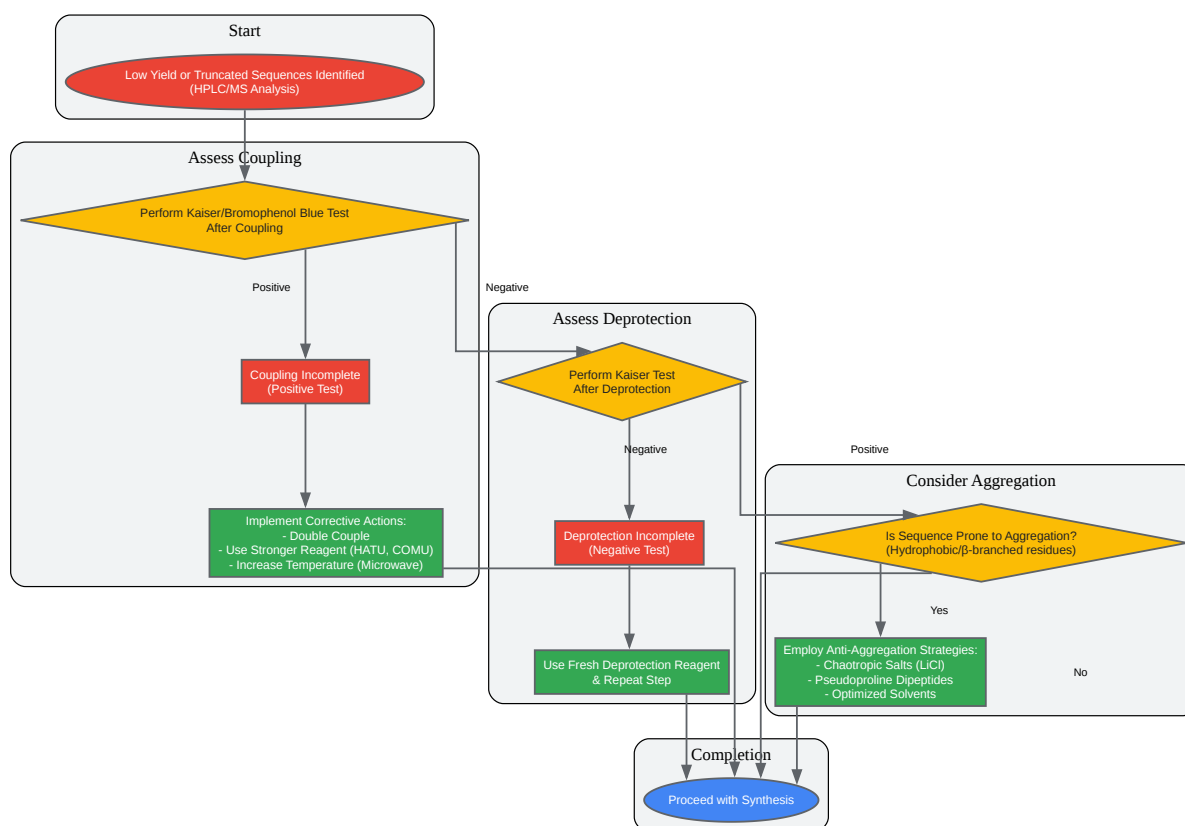 Start
Low Yield or Truncated Sequences Identified
(HPLC/MS Analysis)
Assess Coupling
Perform Kaiser/Bromophenol Blue Test
After Coupling
Positive
Negative
Coupling Incomplete
(Positive Test)
Implement Corrective Actions:
- Double Couple
- Use Stronger Reagent (HATU, COMU)
- Increase Temperature (Microwave)
Assess Deprotection
Perform Kaiser Test
After Deprotection
Negative
Positive
Deprotection Incomplete
(Negative Test)
Use Fresh Deprotection Reagent
& Repeat Step
Consider Aggregation
Is Sequence Prone to Aggregation?
(Hydrophobic/β-branched residues)
Yes
No
Employ Anti-Aggregation Strategies:
- Chaotropic Salts (LiCl)
- Pseudoproline Dipeptides
- Optimized Solvents
Completion
Proceed with Synthesis